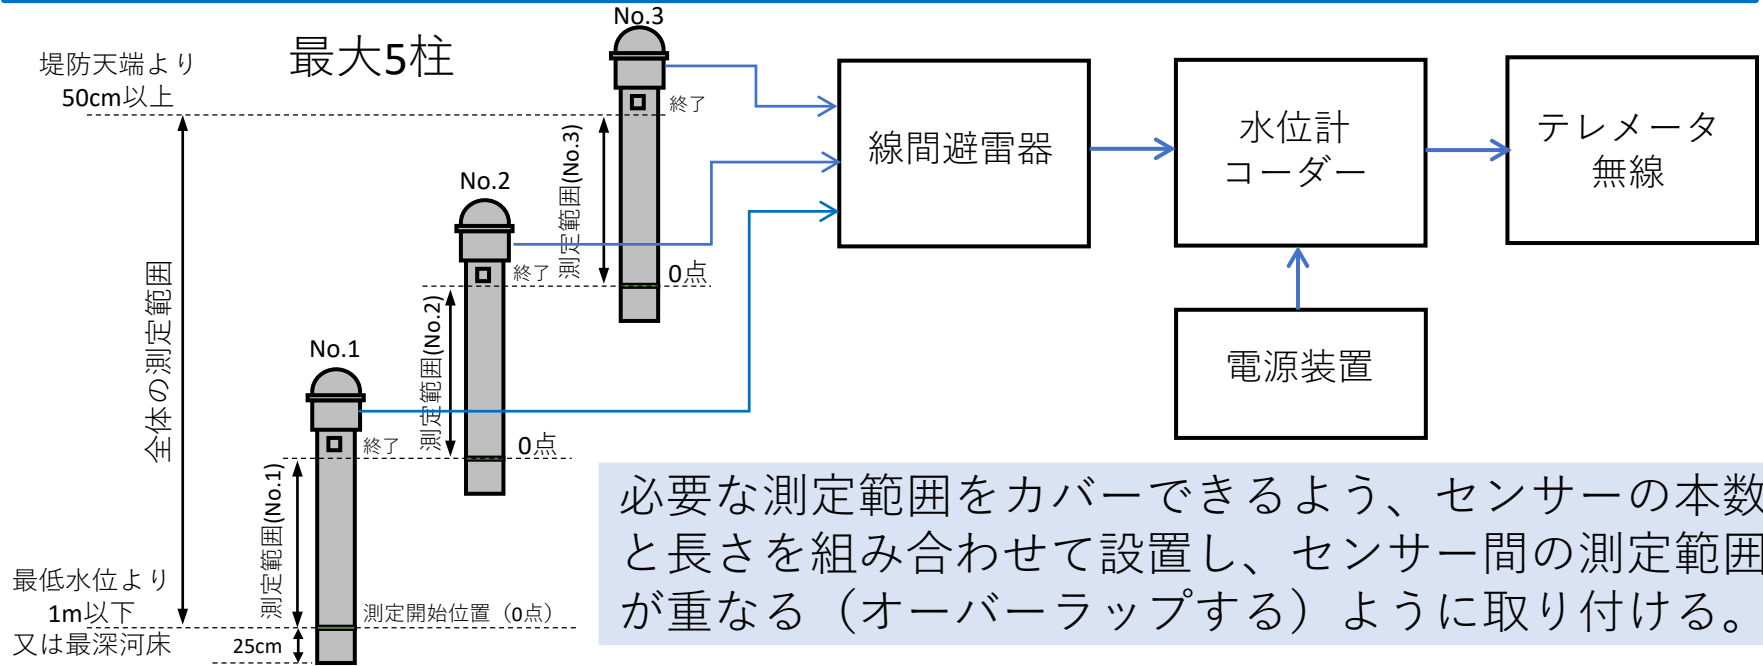 No.3
最大5柱
堤防天端より
50cm以上
終了
測定範囲(No.3)
0点
No.2
終了
測定範囲(No.2)
0点
No.1
終了
測定範囲(No.1)
全体の測定範囲
最低水位より
1m以下
又は最深河床
測定開始位置（0点）
25cm
線間避雷器
水位計
コーダー
テレメータ
無線
電源装置
必要な測定範囲をカバーできるよう、センサーの本数
と長さを組み合わせて設置し、センサー間の測定範囲
が重なる（オーバーラップする）ように取り付ける。